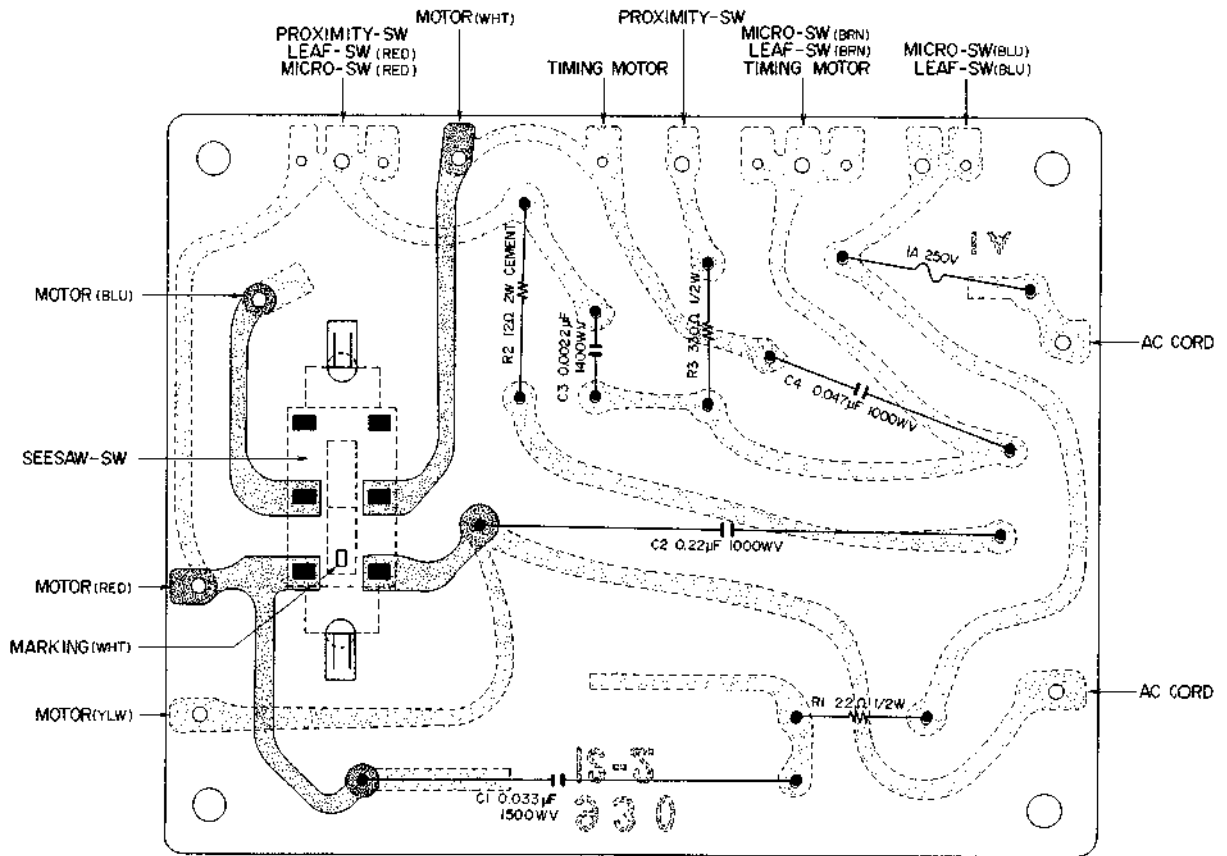 MOTOR (WHT)
PROXIMITY-SW
LEAF-SW (RED)
MICRO-SW (RED)
TIMING MOTOR
PROXIMITY-SW
MICRO-SW (BRN)
LEAF-SW (BRN)
TIMING MOTOR
MICRO-SW (BLU)
LEAF-SW (BLU)
MOTOR (BLU)
R2 12Ω 2W CEMENT
C3 0.0022μF
1400WV
R3 330Ω 1/2W
1A 250V
C4 0.047μF 1000WV
AC CORD
SEESAW-SW
C2 0.22μF 1000WV
MOTOR (RED)
MARKING (WHT)
MOTOR (YLW)
R1 22Ω 1/2W
AC CORD
C1 0.033μF
1500WV
830